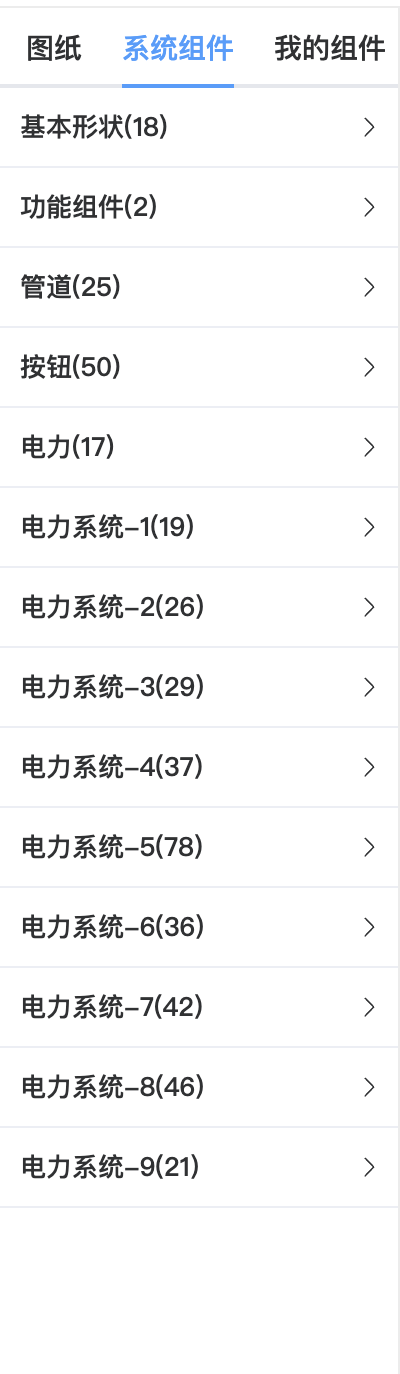 图纸 系统组件 我的组件
基本形状(18)
功能组件(2)
管道(25)
按钮(50)
电力(17)
电力系统-1(19)
电力系统-2(26)
电力系统-3(29)
电力系统-4(37)
电力系统-5(78)
电力系统-6(36)
电力系统-7(42)
电力系统-8(46)
电力系统-9(21)